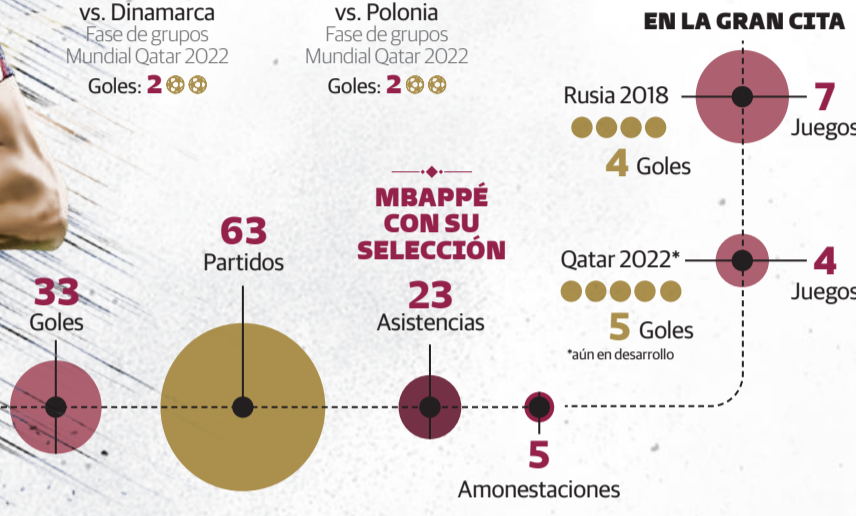 vs. Dinamarca
Fase de grupos
Mundial Qatar 2022
Goles: 2
vs. Polonia
Fase de grupos
Mundial Qatar 2022
Goles: 2
EN LA GRAN CITA
Rusia 2018
4 Goles
7
Juegos
Qatar 2022*
5 Goles
*aún en desarrollo
4
Juegos
MBAPPÉ
CON SU
SELECCIÓN
33
Goles
63
Partidos
23
Asistencias
5
Amonestaciones